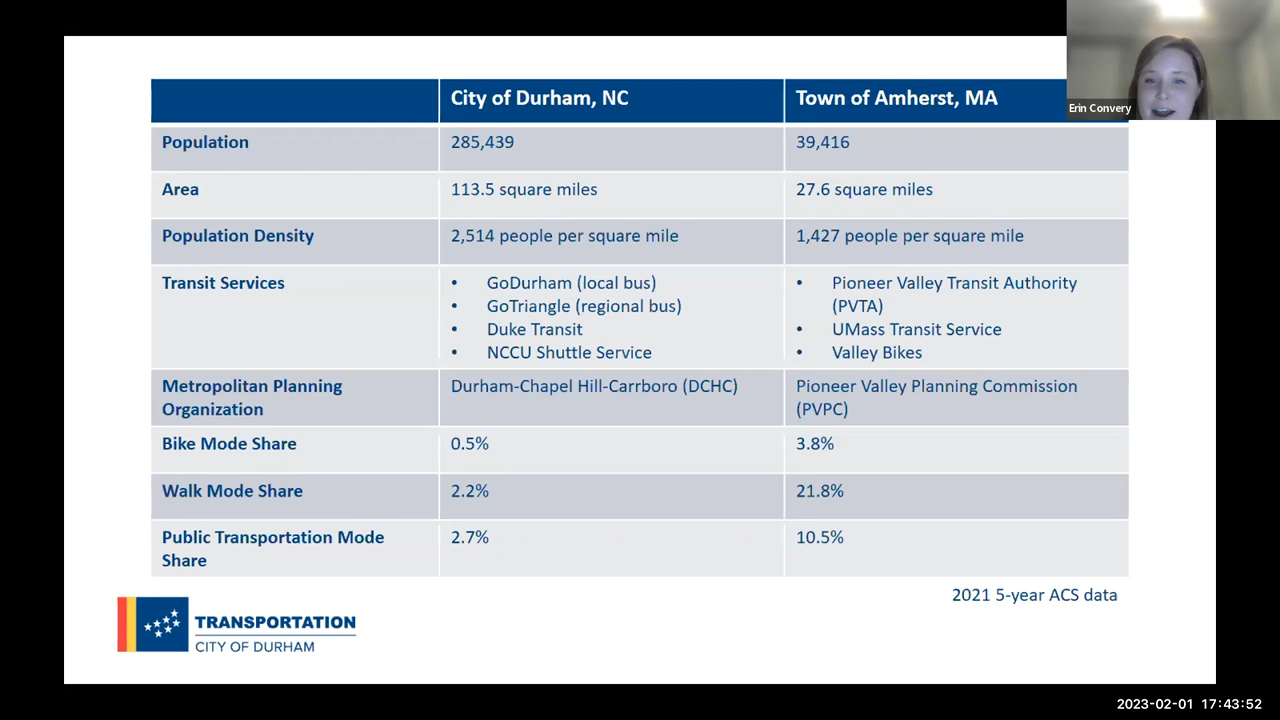 Erin Convery
City of Durham, NC
Town of Amherst, MA
Population
285,439
39,416
Area
113.5 square miles
27.6 square miles
Population Density
2,514 people per square mile
1,427 people per square mile
Transit Services
• GoDurham (local bus)
• GoTriangle (regional bus)
• Duke Transit
• NCCU Shuttle Service
• Pioneer Valley Transit Authority
(PVTA)
• UMass Transit Service
• Valley Bikes
Metropolitan Planning
Organization
Durham-Chapel Hill-Carrboro (DCHC)
Pioneer Valley Planning Commission
(PVPC)
Bike Mode Share
0.5%
3.8%
Walk Mode Share
2.2%
21.8%
Public Transportation Mode
Share
2.7%
10.5%
2021 5-year ACS data
TRANSPORTATION
CITY OF DURHAM
2023-02-01 17:43:52